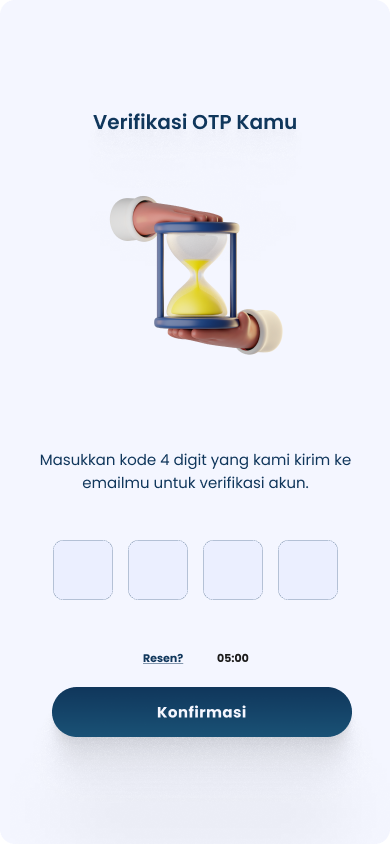 Verifikasi OTP Kamu
Masukkan kode 4 digit yang kami kirim ke
emailmu untuk verifikasi akun.
Resen? 05:00
Konfirmasi